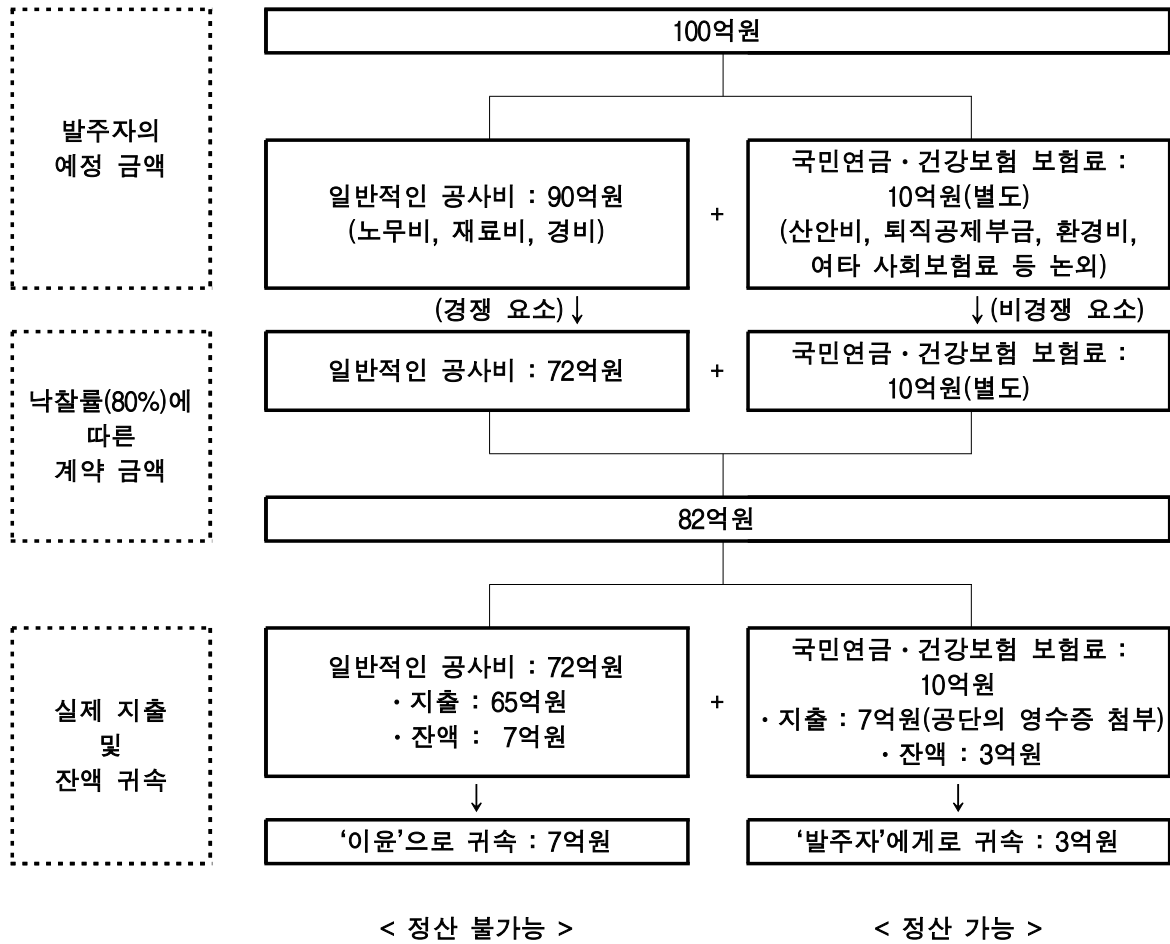 100억원
발주자의
예정 금액
일반적인 공사비 : 90억원
(노무비, 재료비, 경비)
+
국민연금·건강보험 보험료 :
10억원(별도)
(산안비, 퇴직공제부금, 환경비,
여타 사회보험료 등 논외)
(경쟁 요소)↓
↓(비경쟁 요소)
낙찰률(80%)에
따른
계약 금액
일반적인 공사비 : 72억원
+
국민연금·건강보험 보험료 :
10억원(별도)
82억원
실제 지출
및
잔액 귀속
일반적인 공사비 : 72억원
·지출 : 65억원
·잔액 : 7억원
+
국민연금·건강보험 보험료 :
10억원
·지출 : 7억원(공단의 영수증 첨부)
·잔액 : 3억원
↓
↓
‘이윤’으로 귀속 : 7억원
‘발주자’에게로 귀속 : 3억원
< 정산 불가능 >
< 정산 가능 >